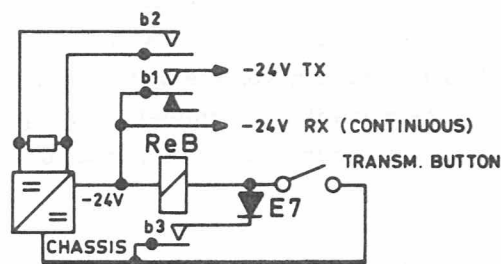 b2
-24V TX
b1
-24V RX (CONTINUOUS)
ReB
TRANSM. BUTTON
-24V
E7
b3
CHASSIS